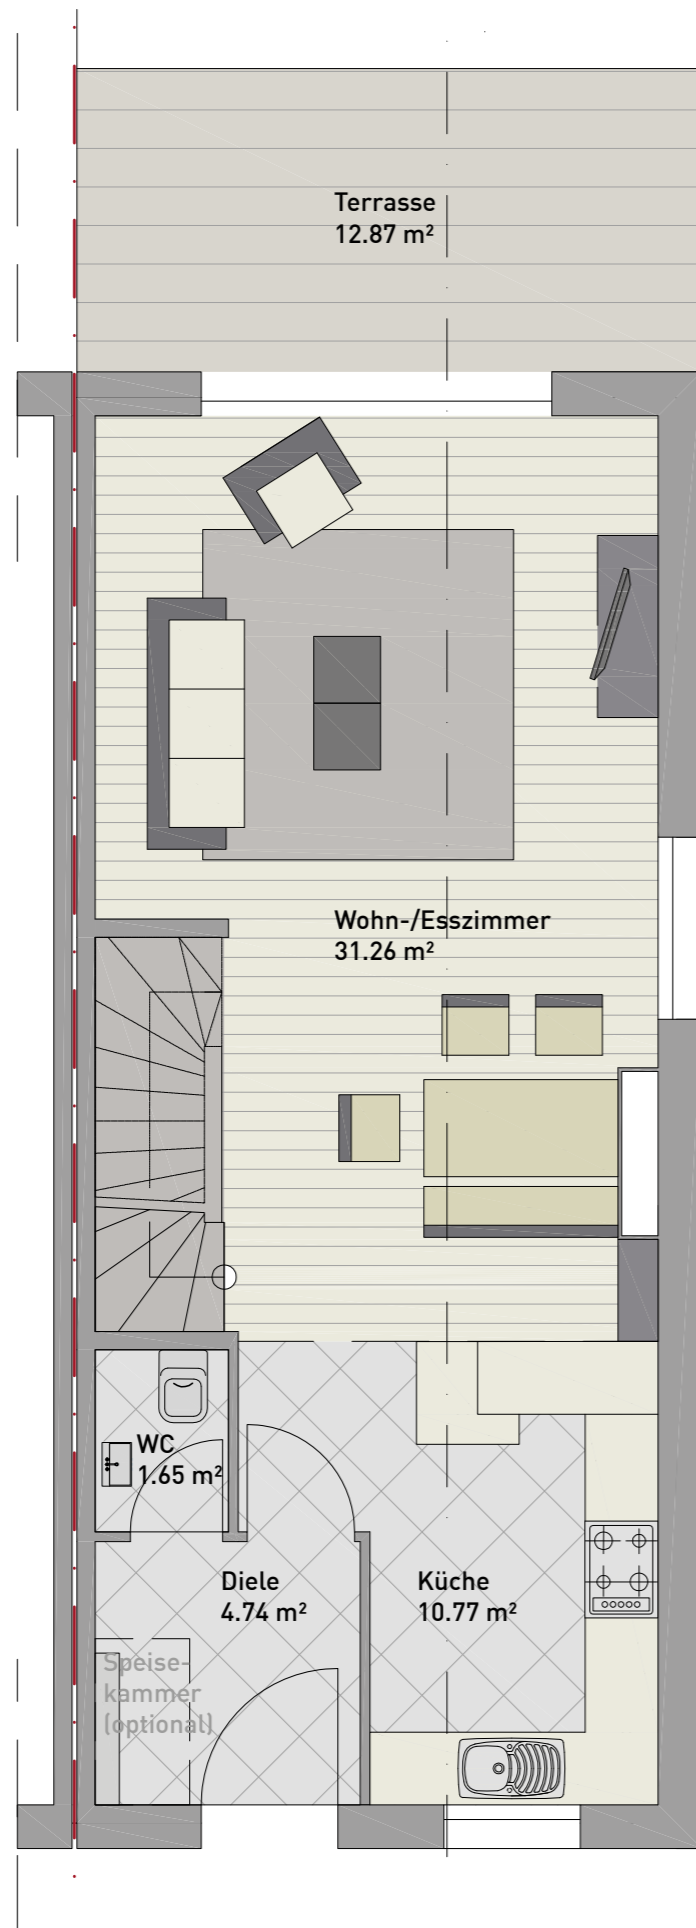 Terrasse
12.87 m²
Wohn-/Esszimmer
31.26 m²
WC
1.65 m²
Diele
4.74 m²
Küche
10.77 m²
Speise-
kammer
(optional)